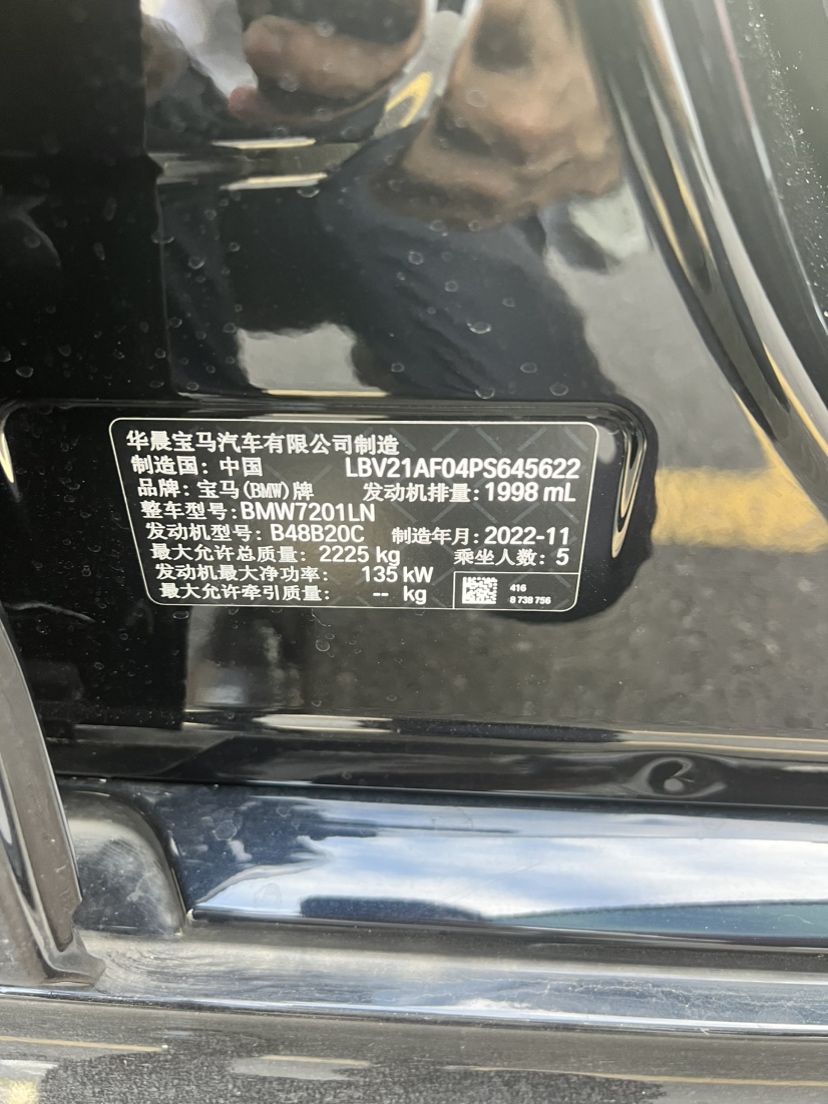 华晨宝马汽车有限公司制造
制造国：中国 LBV21AF04PS645622
品牌：宝马(BMW)牌 发动机排量：1998 mL
整车型号：BMW7201LN
发动机型号：B48B20C 制造年月：2022-11
最大允许总质量：2225 kg 乘坐人数：5
发动机最大净功率：135 kW
最大允许牵引质量：-- kg
416
8 738 756